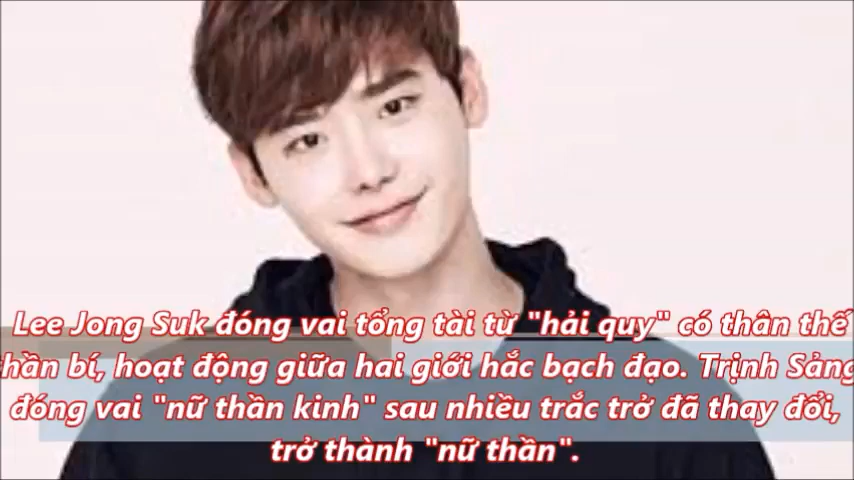 Lee Jong Suk đóng vai tổng tài từ "hải quy" có thân thế
thần bí, hoạt động giữa hai giới hắc bạch đạo. Trịnh Sảng
đóng vai "nữ thần kinh" sau nhiều trắc trở đã thay đổi,
trở thành "nữ thần".